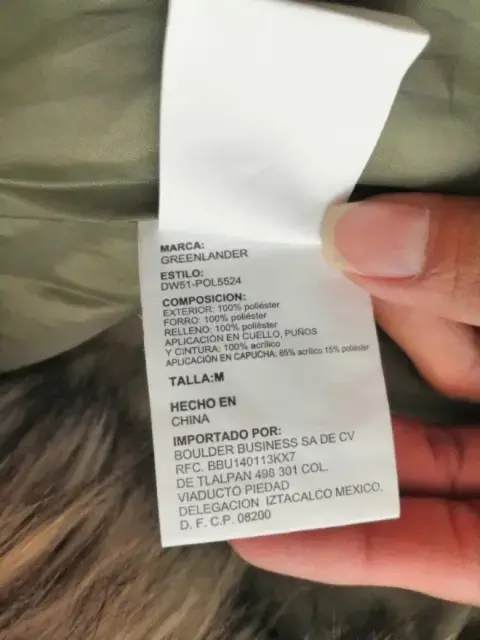 MARCA:
GREENLANDER
ESTILO:
DW51-POL5524
COMPOSICION:
EXTERIOR: 100% poliéster
FORRO: 100% poliéster
RELLENO: 100% poliéster
APLICACIÓN EN CUELLO, PUÑOS
Y CINTURA: 100% acrílico
APLICACIÓN EN CAPUCHA: 85% acrílico 15% poliéster
TALLA:M
HECHO EN
CHINA
IMPORTADO POR:
BOULDER BUSINESS SA DE CV
RFC. BBU140113KX7
DE TLALPAN 498 301 COL.
VIADUCTO PIEDAD
DELEGACION IZTACALCO MEXICO,
D. F. C.P. 08200